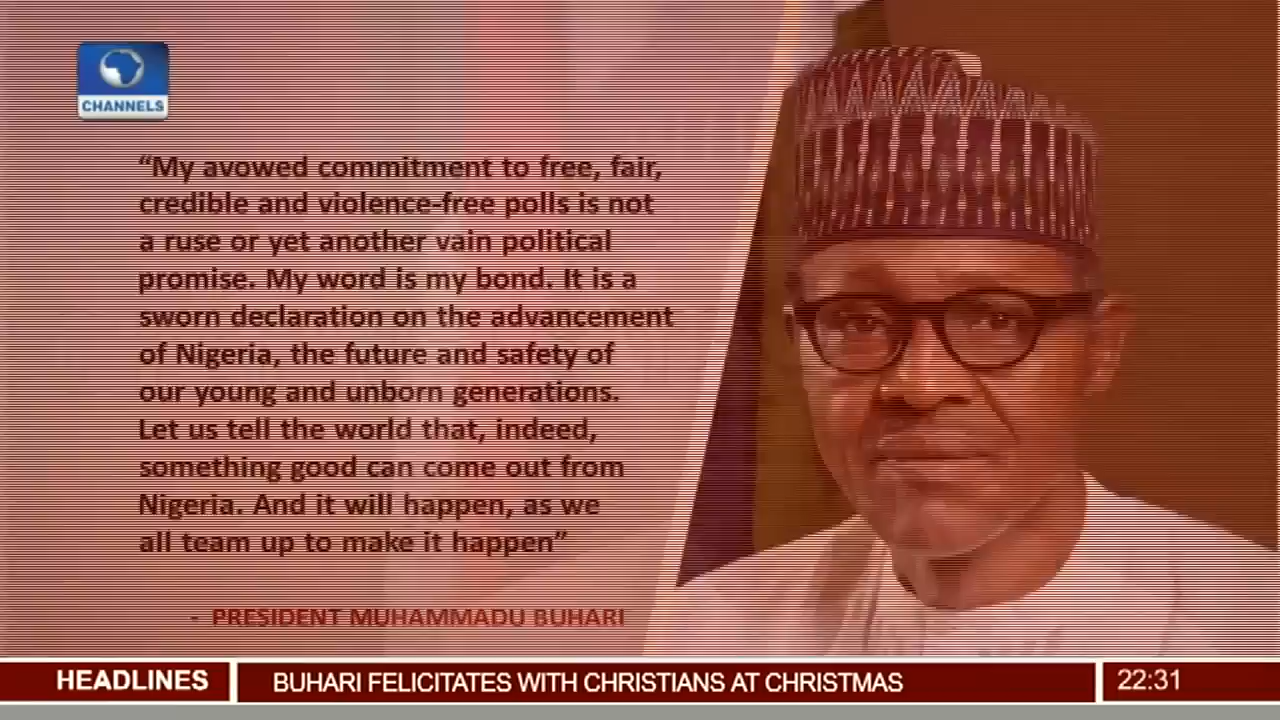 CHANNELS
“My avowed commitment to free, fair,
credible and violence-free polls is not
a ruse or yet another vain political
promise. My word is my bond. It is a
sworn declaration on the advancement
of Nigeria, the future and safety of
our young and unborn generations.
Let us tell the world that, indeed,
something good can come out from
Nigeria. And it will happen, as we
all team up to make it happen”
- PRESIDENT MUHAMMADU BUHARI
HEADLINES
BUHARI FELICITATES WITH CHRISTIANS AT CHRISTMAS
22:31